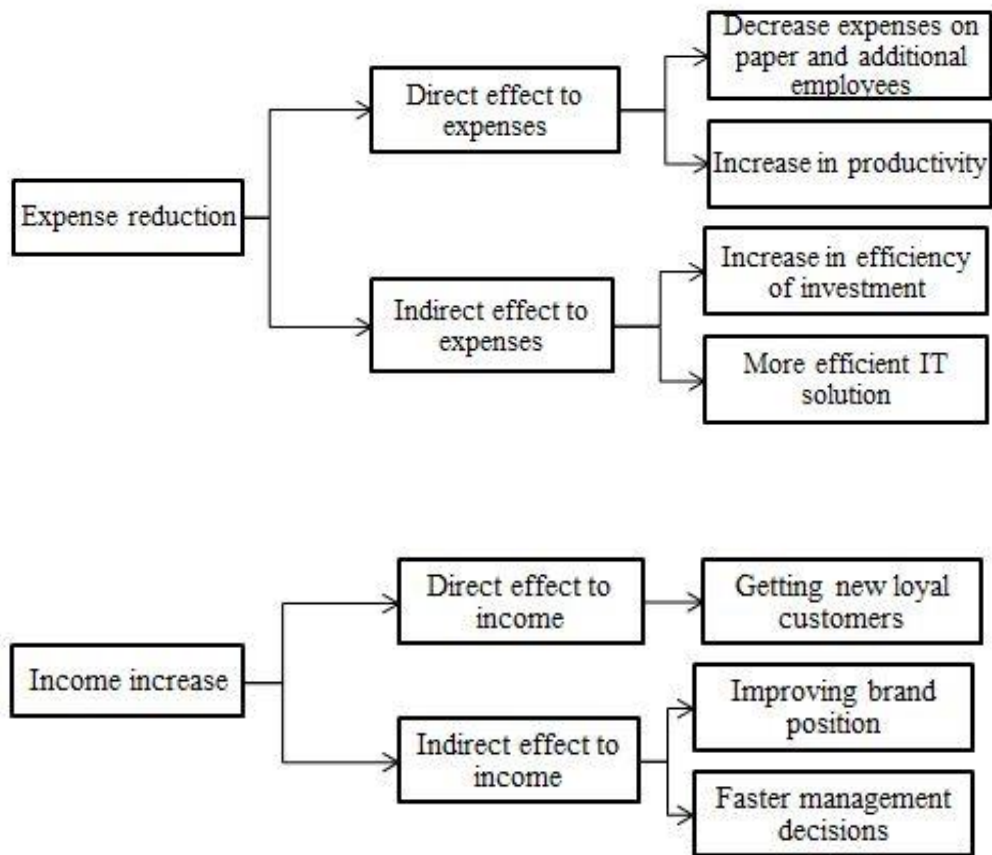 Decrease expenses on
paper and additional
employees
Direct effect to
expenses
Increase in productivity
Expense reduction
Increase in efficiency
of investment
Indirect effect to
expenses
More efficient IT
solution
Direct effect to
income
Getting new loyal
customers
Income increase
Improving brand
position
Indirect effect to
income
Faster management
decisions